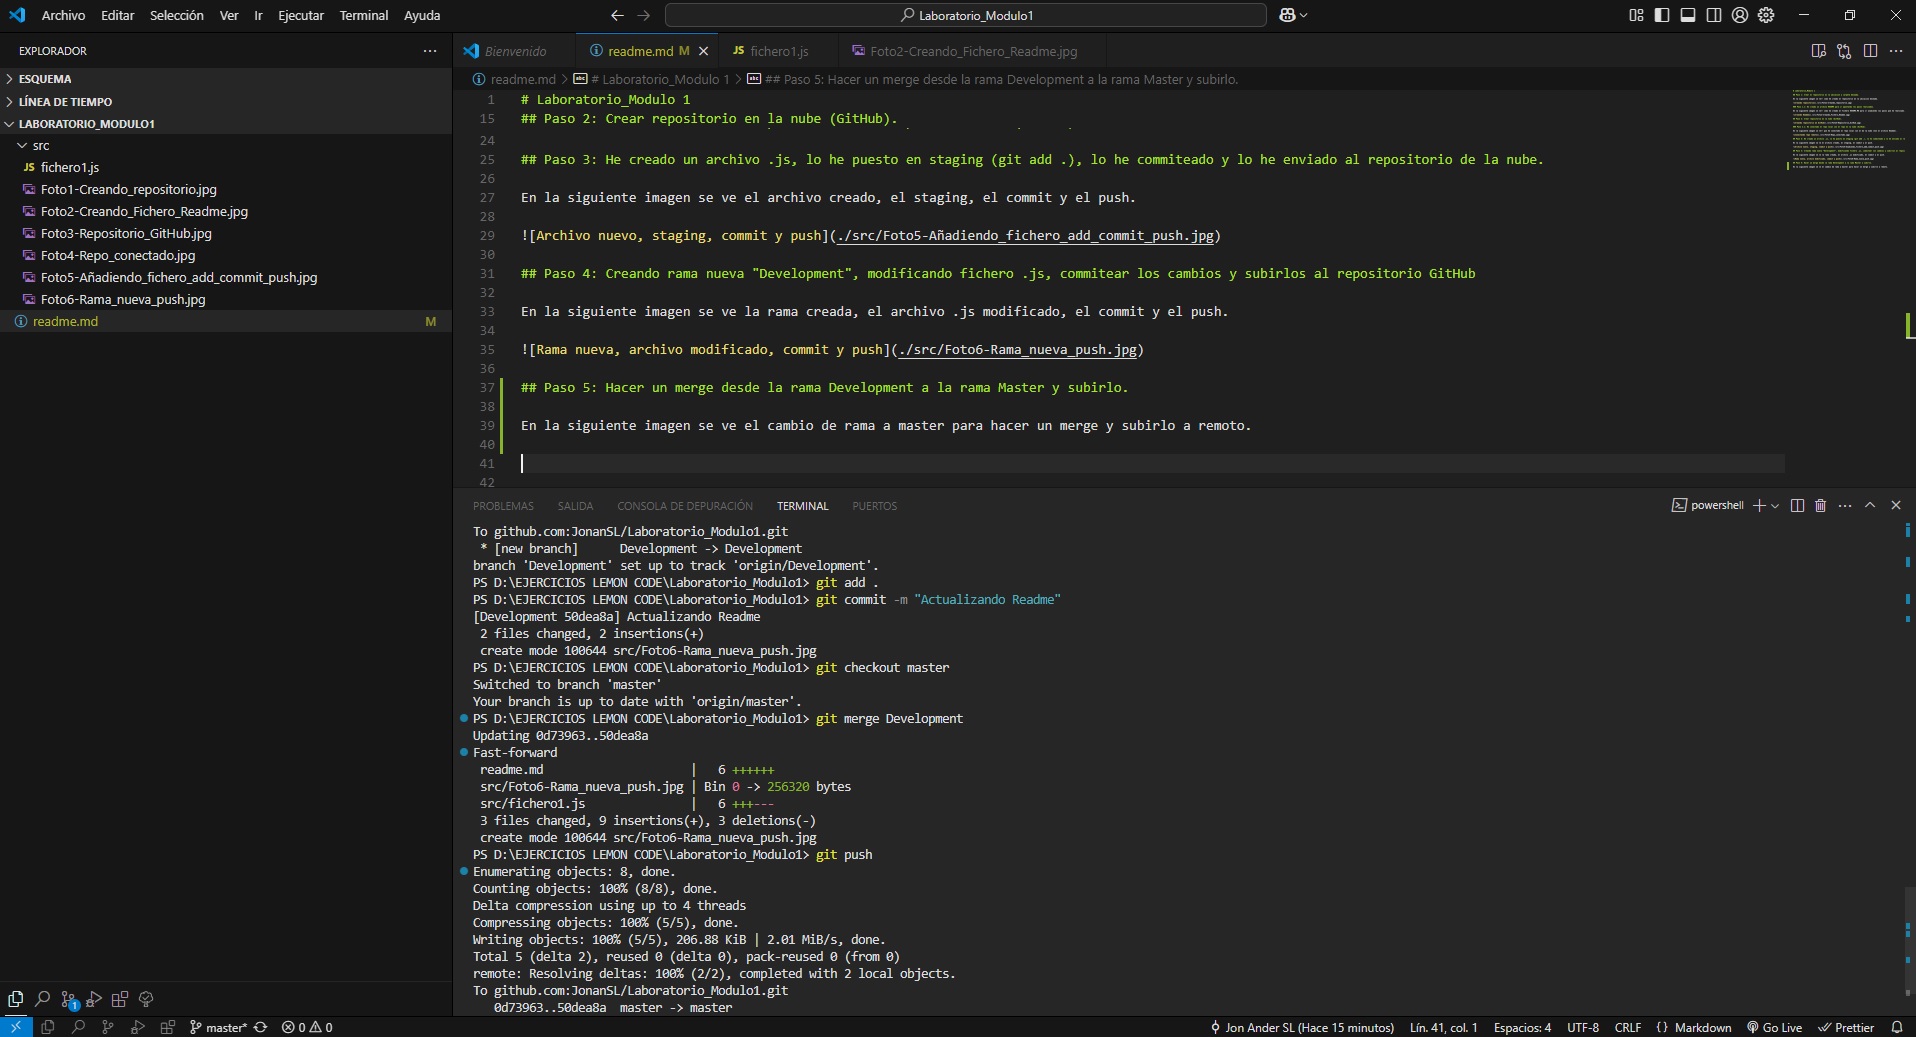 Archivo Editar Selección Ver Ir Ejecutar Terminal Ayuda
Laboratorio_Modulo1
EXPLORADOR
ESQUEMA
LÍNEA DE TIEMPO
LABORATORIO_MODULO1
src
JS fichero1.js
Foto1-Creando_repositorio.jpg
Foto2-Creando_Fichero_Readme.jpg
Foto3-Repositorio_GitHub.jpg
Foto4-Repo_conectado.jpg
Foto5-Añadiendo_fichero_add_commit_push.jpg
Foto6-Rama_nueva_push.jpg
readme.md M
Bienvenido
readme.md M
JS fichero1.js
Foto2-Creando_Fichero_Readme.jpg
readme.md > # Laboratorio_Modulo 1 > ## Paso 5: Hacer un merge desde la rama Development a la rama Master y subirlo.
1 # Laboratorio_Modulo 1
15 ## Paso 2: Crear repositorio en la nube (GitHub).
24
25 ## Paso 3: He creado un archivo .js, lo he puesto en staging (git add .), lo he commiteado y lo he enviado al repositorio de la nube.
26
27 En la siguiente imagen se ve el archivo creado, el staging, el commit y el push.
28
29 ![Archivo nuevo, staging, commit y push](./src/Foto5-Añadiendo_fichero_add_commit_push.jpg)
30
31 ## Paso 4: Creando rama nueva "Development", modificando fichero .js, commitear los cambios y subirlos al repositorio GitHub
32
33 En la siguiente imagen se ve la rama creada, el archivo .js modificado, el commit y el push.
34
35 ![Rama nueva, archivo modificado, commit y push](./src/Foto6-Rama_nueva_push.jpg)
36
37 ## Paso 5: Hacer un merge desde la rama Development a la rama Master y subirlo.
38
39 En la siguiente imagen se ve el cambio de rama a master para hacer un merge y subirlo a remoto.
40
41
42
PROBLEMAS SALIDA CONSOLA DE DEPURACIÓN TERMINAL PUERTOS
powershell
To github.com:JonanSL/Laboratorio_Modulo1.git
 * [new branch]      Development -> Development
branch 'Development' set up to track 'origin/Development'.
PS D:\EJERCICIOS LEMON CODE\Laboratorio_Modulo1> git add .
PS D:\EJERCICIOS LEMON CODE\Laboratorio_Modulo1> git commit -m "Actualizando Readme"
[Development 50dea8a] Actualizando Readme
 2 files changed, 2 insertions(+)
 create mode 100644 src/Foto6-Rama_nueva_push.jpg
PS D:\EJERCICIOS LEMON CODE\Laboratorio_Modulo1> git checkout master
Switched to branch 'master'
Your branch is up to date with 'origin/master'.
PS D:\EJERCICIOS LEMON CODE\Laboratorio_Modulo1> git merge Development
Updating 0d73963..50dea8a
Fast-forward
 readme.md                     |   6 ++++++
 src/Foto6-Rama_nueva_push.jpg | Bin 0 -> 256320 bytes
 src/fichero1.js               |   6 +++---
 3 files changed, 9 insertions(+), 3 deletions(-)
 create mode 100644 src/Foto6-Rama_nueva_push.jpg
PS D:\EJERCICIOS LEMON CODE\Laboratorio_Modulo1> git push
Enumerating objects: 8, done.
Counting objects: 100% (8/8), done.
Delta compression using up to 4 threads
Compressing objects: 100% (5/5), done.
Writing objects: 100% (5/5), 206.88 KiB | 2.01 MiB/s, done.
Total 5 (delta 2), reused 0 (delta 0), pack-reused 0 (from 0)
remote: Resolving deltas: 100% (2/2), completed with 2 local objects.
To github.com:JonanSL/Laboratorio_Modulo1.git
   0d73963..50dea8a  master -> master
1
master* 0 0
Jon Ander SL (Hace 15 minutos) Lín. 41, col. 1 Espacios: 4 UTF-8 CRLF {} Markdown Go Live Prettier